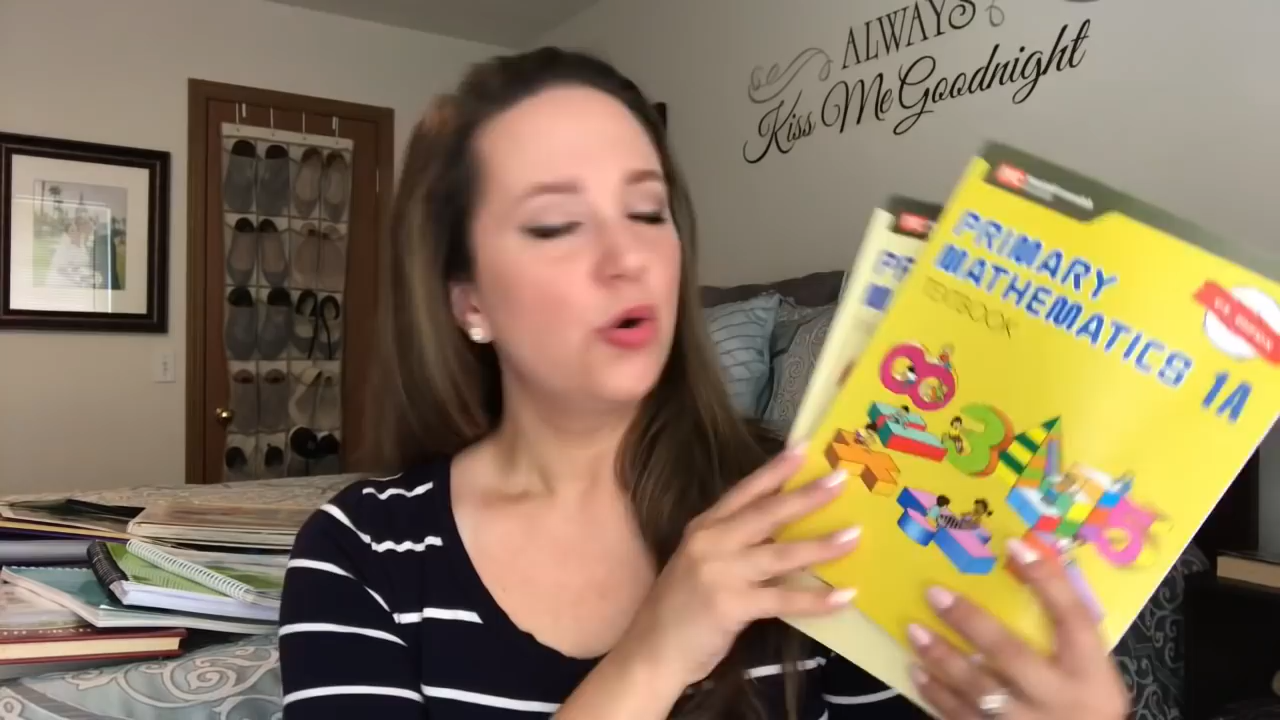 ALWAYS
Kiss Me Goodnight
PRIMARY
MATHEMATICS 1A
TEXTBOOK